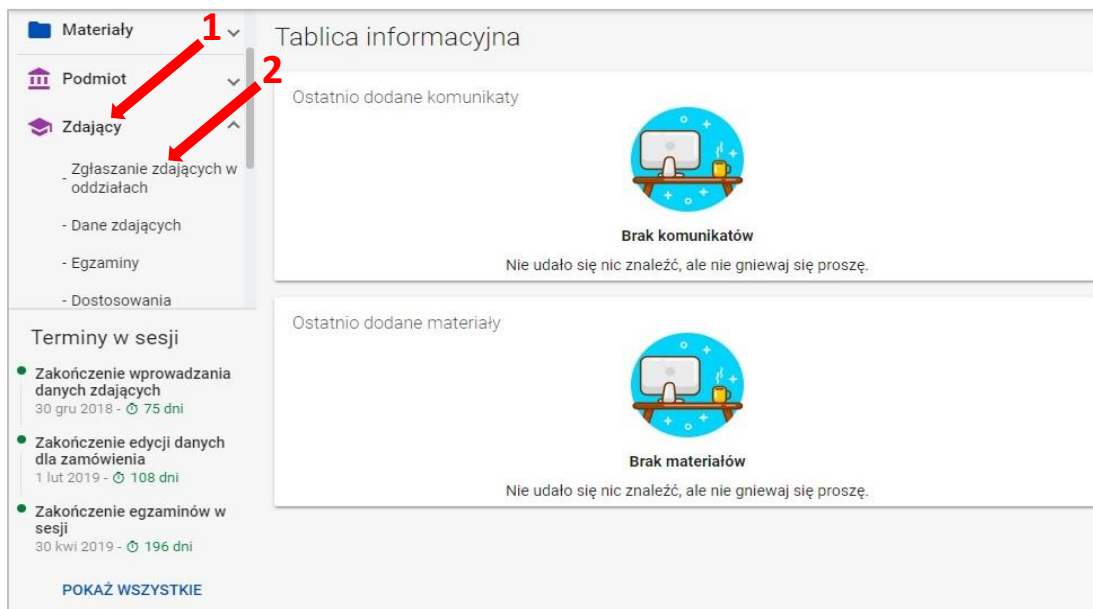 Materiały
1
Podmiot
2
Zdający
- Zgłaszanie zdających w
oddziałach
- Dane zdających
- Egzaminy
- Dostosowania
Terminy w sesji
Zakończenie wprowadzania
danych zdających
30 gru 2018 - 75 dni
Zakończenie edycji danych
dla zamówienia
1 lut 2019 - 108 dni
Zakończenie egzaminów w
sesji
30 kwi 2019 - 196 dni
POKAŻ WSZYSTKIE
Tablica informacyjna
Ostatnio dodane komunikaty
Brak komunikatów
Nie udało się nic znaleźć, ale nie gniewaj się proszę.
Ostatnio dodane materiały
Brak materiałów
Nie udało się nic znaleźć, ale nie gniewaj się proszę.